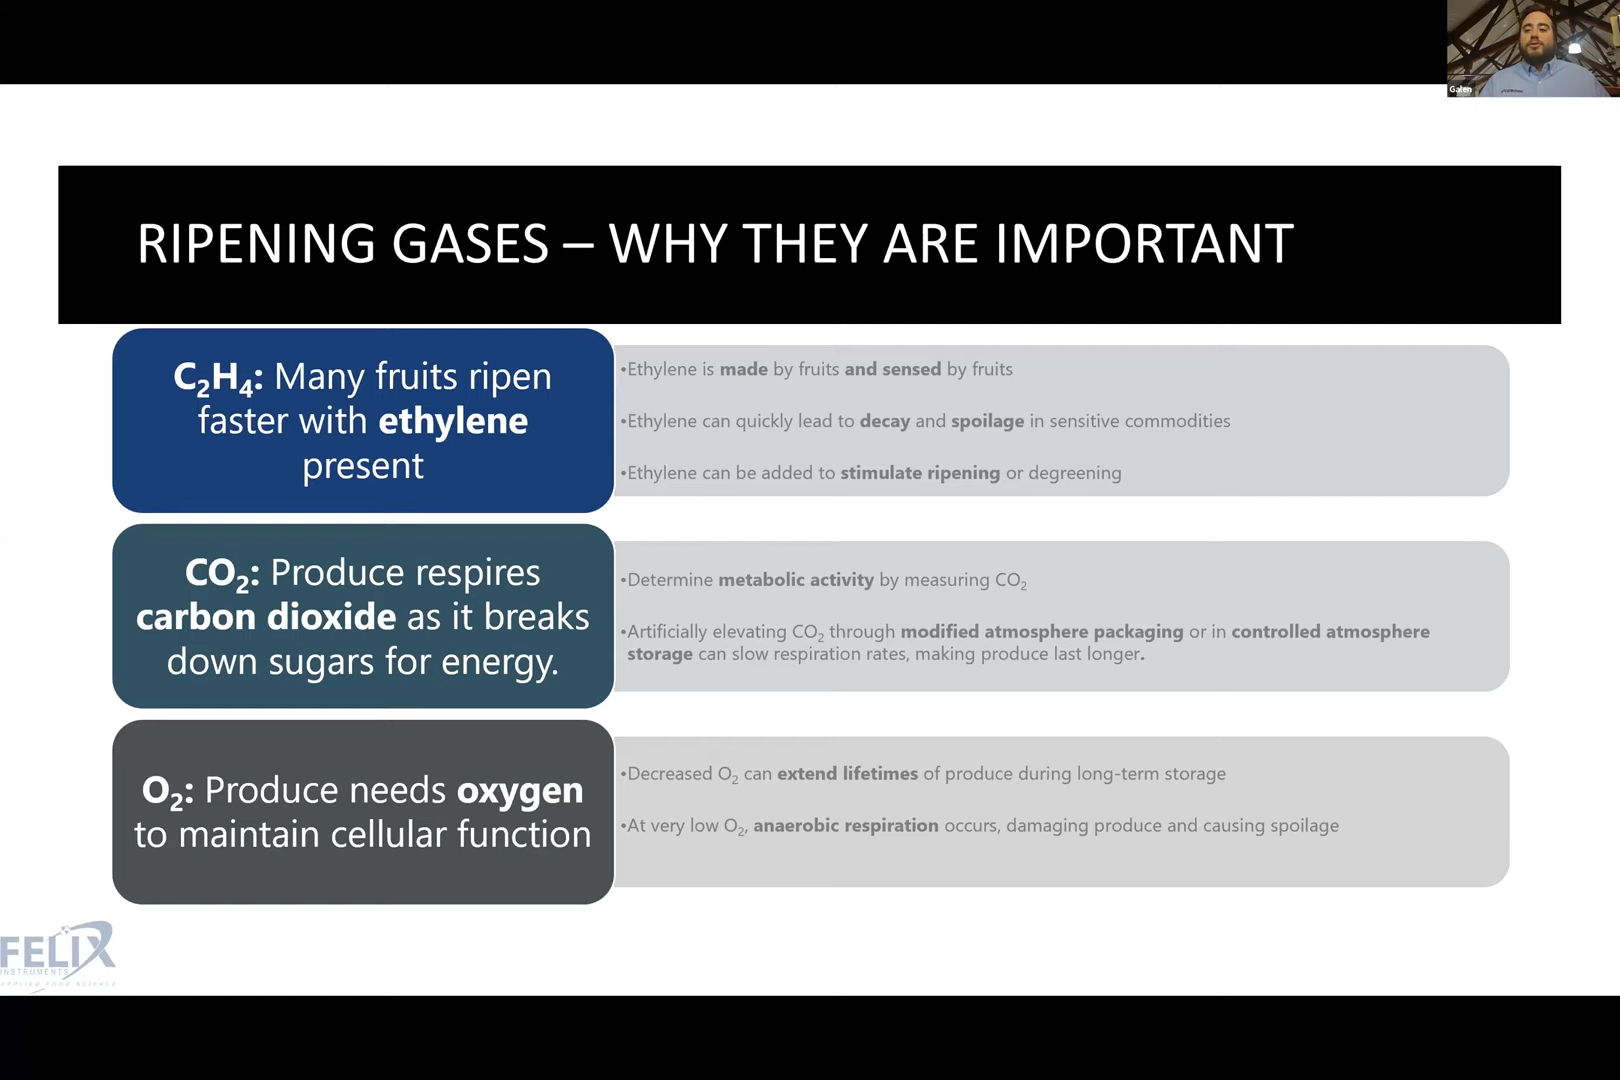 Galen
RIPENING GASES – WHY THEY ARE IMPORTANT
C₂H₄: Many fruits ripen
faster with ethylene
present
•Ethylene is made by fruits and sensed by fruits
•Ethylene can quickly lead to decay and spoilage in sensitive commodities
•Ethylene can be added to stimulate ripening or degreening
CO₂: Produce respires
carbon dioxide as it breaks
down sugars for energy.
•Determine metabolic activity by measuring CO₂
•Artificially elevating CO₂ through modified atmosphere packaging or in controlled atmosphere
storage can slow respiration rates, making produce last longer.
O₂: Produce needs oxygen
to maintain cellular function
•Decreased O₂ can extend lifetimes of produce during long-term storage
•At very low O₂, anaerobic respiration occurs, damaging produce and causing spoilage
FELIX
INSTRUMENTS
APPLIED FOOD SCIENCE